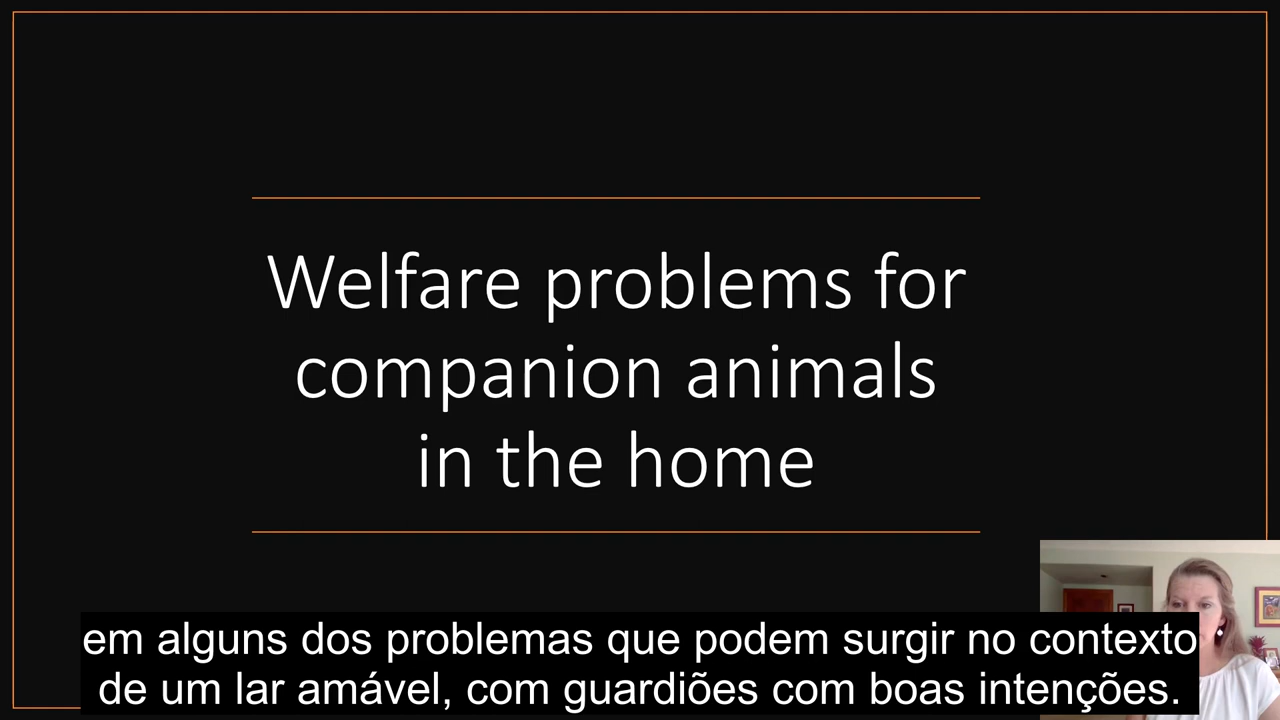 Welfare problems for
companion animals
in the home
em alguns dos problemas que podem surgir no contexto
de um lar amável, com guardiões com boas intenções.